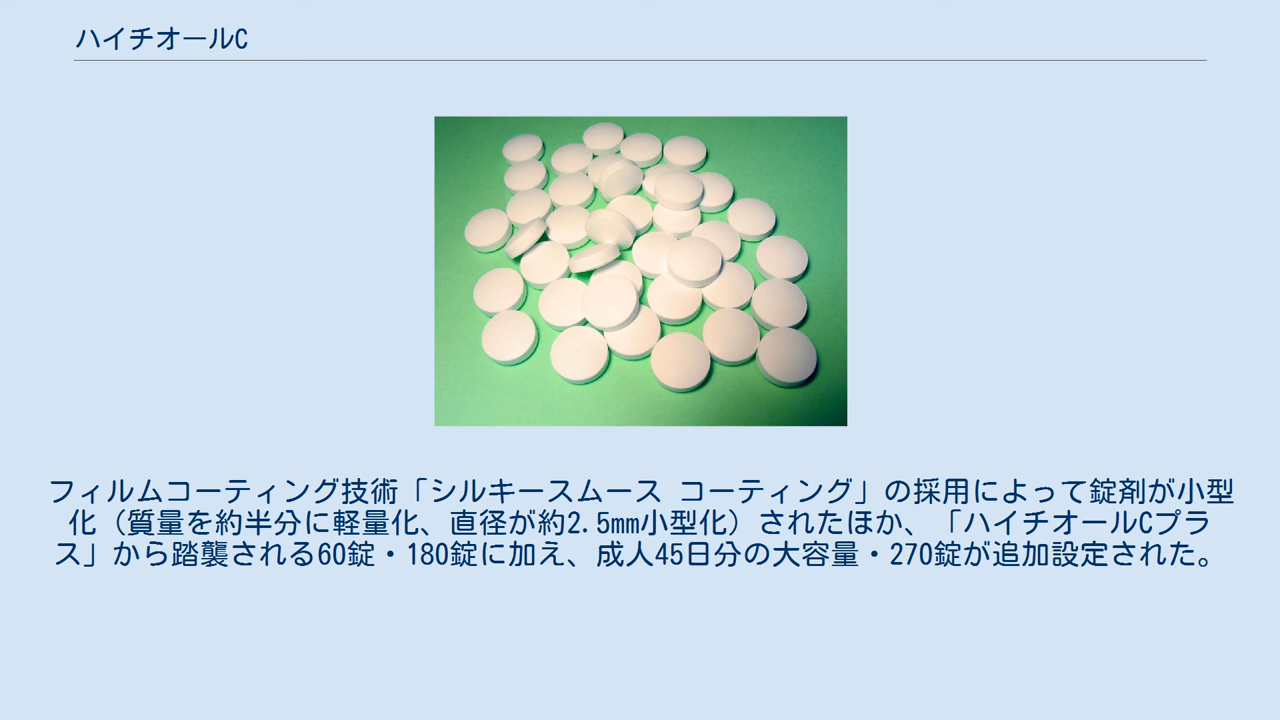 ハイチオールC
フィルムコーティング技術「シルキースムース コーティング」の採用によって錠剤が小型
化（質量を約半分に軽量化、直径が約2.5mm小型化）されたほか、「ハイチオールCプラ
ス」から踏襲される60錠・180錠に加え、成人45日分の大容量・270錠が追加設定された。